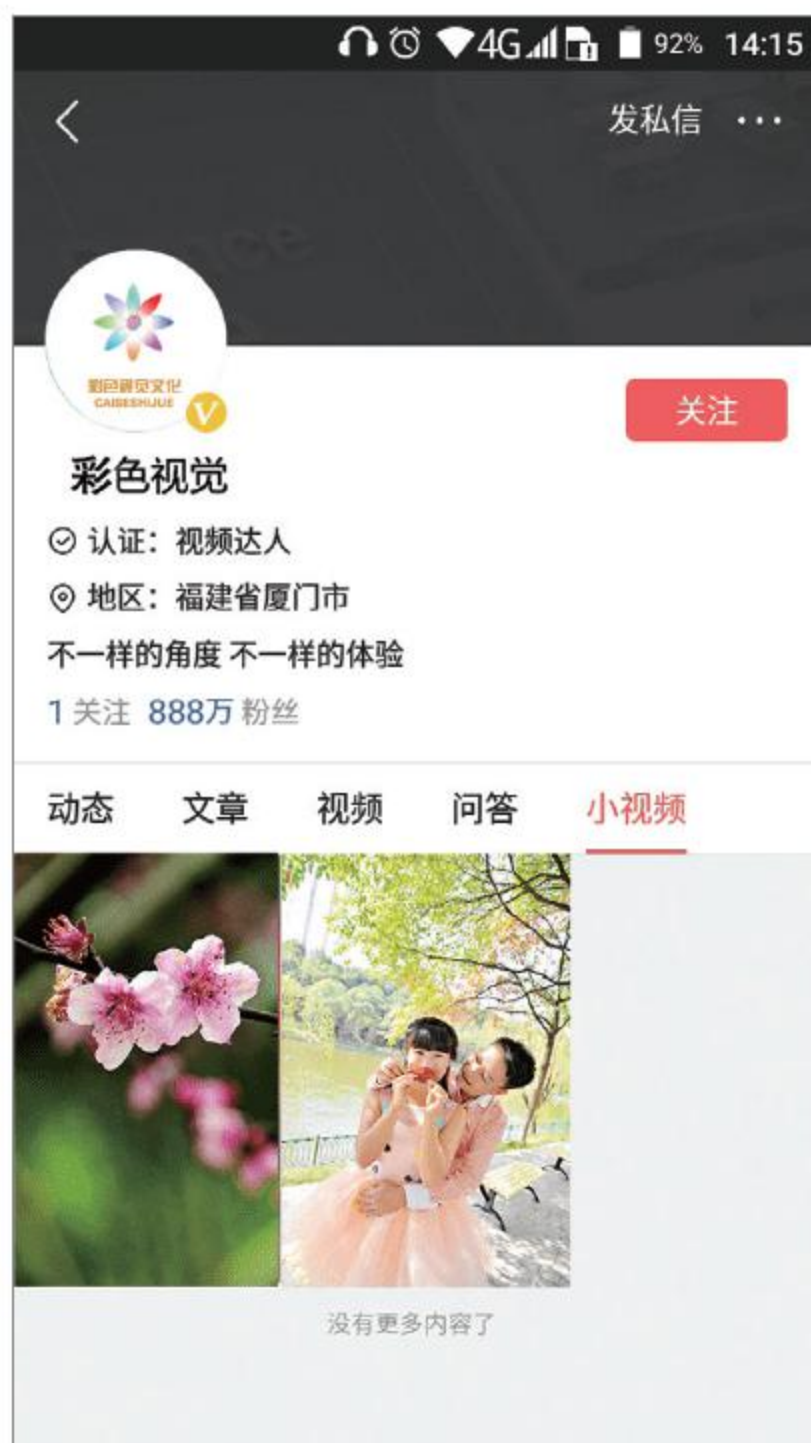 4G 92% 14:15
发私信
彩色视觉文化
CAISESHIJUE
V
关注
彩色视觉
认证：视频达人
地区：福建省厦门市
不一样的角度 不一样的体验
1 关注 888万 粉丝
动态 文章 视频 问答 小视频
没有更多内容了